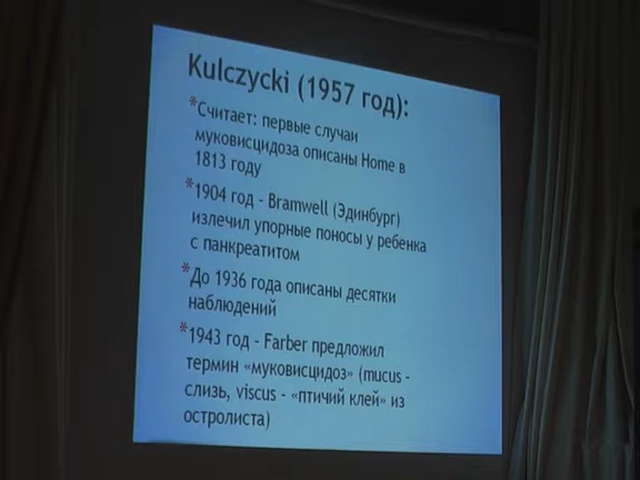 Kulczycki (1957 год):
*Считает: первые случаи
муковисцидоза описаны Home в
1813 году
*1904 год - Bramwell (Эдинбург)
излечил упорные поносы у ребенка
с панкреатитом
*До 1936 года описаны десятки
наблюдений
*1943 год - Farber предложил
термин «муковисцидоз» (mucus -
слизь, viscus - «птичий клей» из
остролиста)